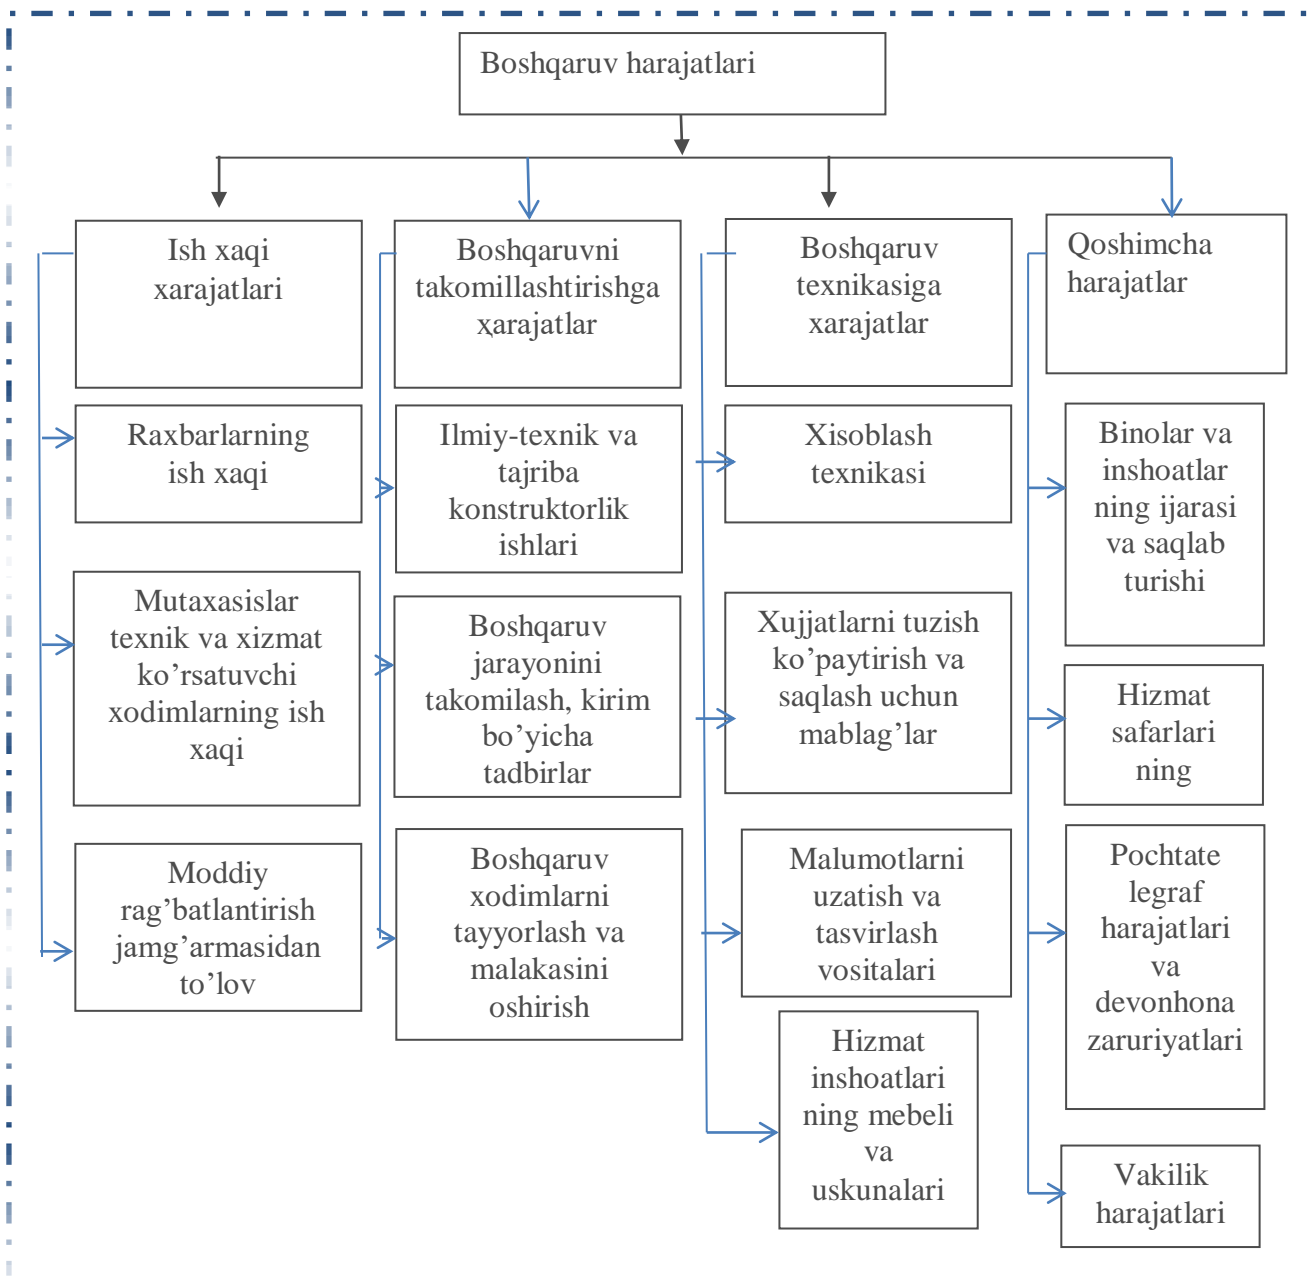 Boshqaruv harajatlari
Ish xaqi
xarajatlari
Raxbarlarning
ish xaqi
Mutaxasislar
texnik va xizmat
ko’rsatuvchi
xodimlarning ish
xaqi
Moddiy
rag’batlantirish
jamg’armasidan
to’lov
Boshqaruvni
takomillashtirishga
ҳarajatlar
Ilmiy-texnik va
tajriba
konstruktorlik
ishlari
Boshqaruv
jarayonini
takomilash, kirim
bo’yicha
tadbirlar
Boshqaruv
xodimlarni
tayyorlash va
malakasini
oshirish
Boshqaruv
texnikasiga
xarajatlar
Xisoblash
texnikasi
Xujjatlarni tuzish
ko’paytirish va
saqlash uchun
mablag’lar
Malumotlarni
uzatish va
tasvirlash
vositalari
Hizmat
inshoatlari
ning mebeli
va
uskunalari
Qoshimcha
harajatlar
Binolar va
inshoatlar
ning ijarasi
va saqlab
turishi
Hizmat
safarlari
ning
Pochtate
legraf
harajatlari
va
devonhona
zaruriyatlari
Vakilik
harajatlari